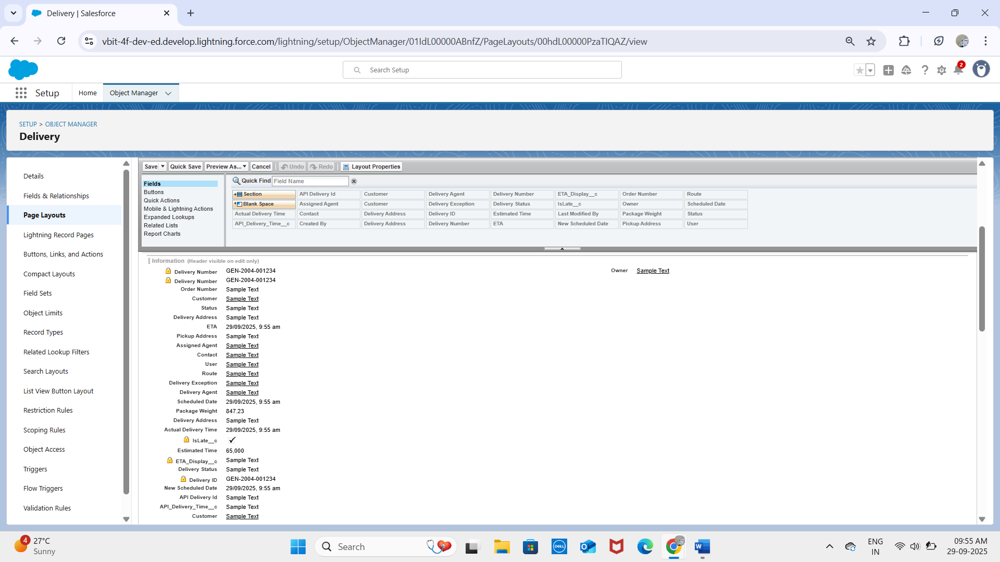 Delivery | Salesforce
vbit-4f-dev-ed.develop.lightning.force.com/lightning/setup/ObjectManager/01IdL00000ABnfZ/PageLayouts/00hdL00000PzaTIQAZ/view
Search Setup
2
Setup
Home
Object Manager
SETUP > OBJECT MANAGER
Delivery
Details
Fields & Relationships
Page Layouts
Lightning Record Pages
Buttons, Links, and Actions
Compact Layouts
Field Sets
Object Limits
Record Types
Related Lookup Filters
Search Layouts
List View Button Layout
Restriction Rules
Scoping Rules
Object Access
Triggers
Flow Triggers
Validation Rules
Save Quick Save Preview As... Cancel Undo Redo Layout Properties
Fields
Buttons
Quick Actions
Mobile & Lightning Actions
Expanded Lookups
Related Lists
Report Charts
Quick Find Field Name
Section API Delivery Id Customer Delivery Agent Delivery Number ETA_Display__c Order Number Route
Blank Space Assigned Agent Customer Delivery Exception Delivery Status IsLate__c Owner Scheduled Date
Actual Delivery Time Contact Delivery Address Delivery ID Estimated Time Last Modified By Package Weight Status
API_Delivery_Time__c Created By Delivery Address Delivery Number ETA New Scheduled Date Pickup Address User
Information (Header visible on edit only)
Delivery Number GEN-2004-001234 Owner Sample Text
Delivery Number GEN-2004-001234
Order Number Sample Text
Customer Sample Text
Status Sample Text
Delivery Address Sample Text
ETA 29/09/2025, 9:55 am
Pickup Address Sample Text
Assigned Agent Sample Text
Contact Sample Text
User Sample Text
Route Sample Text
Delivery Exception Sample Text
Delivery Agent Sample Text
Scheduled Date 29/09/2025, 9:55 am
Package Weight 847.23
Delivery Address Sample Text
Actual Delivery Time 29/09/2025, 9:55 am
IsLate__c
Estimated Time 65,000
ETA_Display__c Sample Text
Delivery Status Sample Text
Delivery ID GEN-2004-001234
New Scheduled Date 29/09/2025, 9:55 am
API Delivery Id Sample Text
API_Delivery_Time__c Sample Text
Customer Sample Text
4
27°C
Sunny
Search
DELL
W
ENG
IN
09:55 AM
29-09-2025